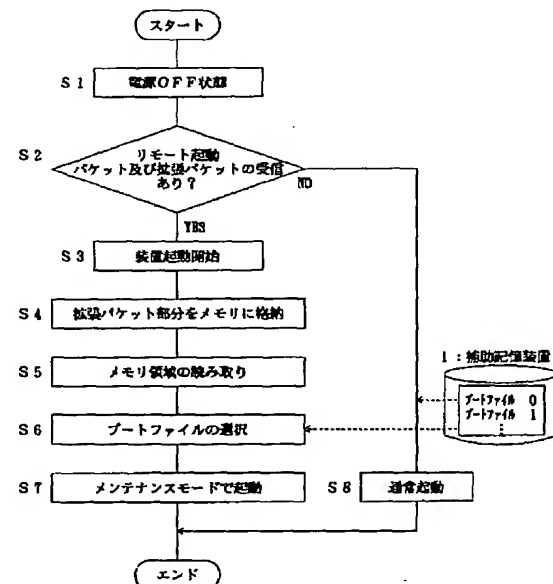 スタート
S1 電源OFF状態
S2 リモート起動
パケット及び拡張パケットの受信
あり?
NO
YES
S3 装置起動開始
S4 拡張パケット部分をメモリに格納
1:補助記憶装置
S5 メモリ領域の読み取り
ブートファイル 0
ブートファイル 1
S6 ブートファイルの選択
S7 メンテナンスモードで起動
S8 通常起動
エンド